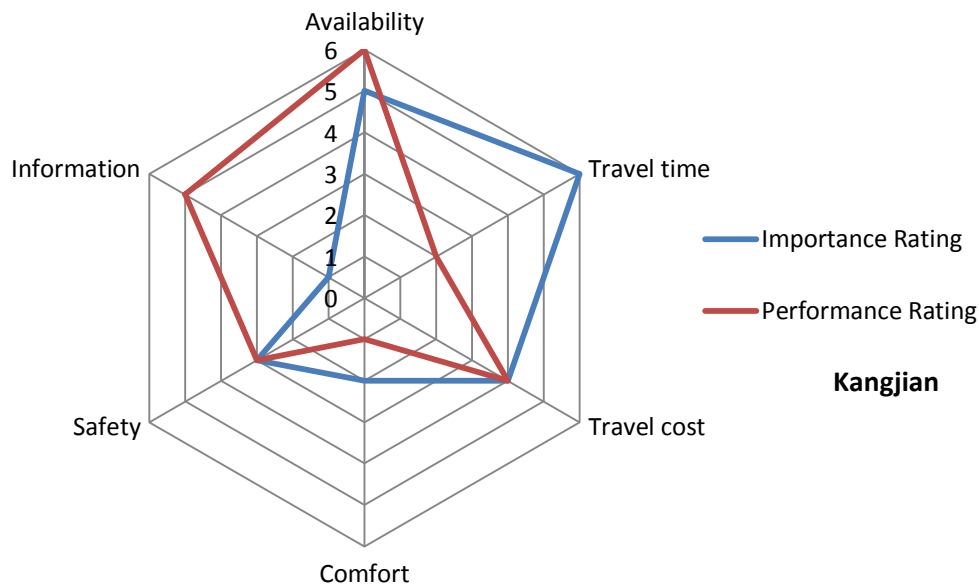 Availability
6
5
4
3
2
1
0
Information
Travel time
Importance Rating
Performance Rating
Kangjian
Safety
Travel cost
Comfort